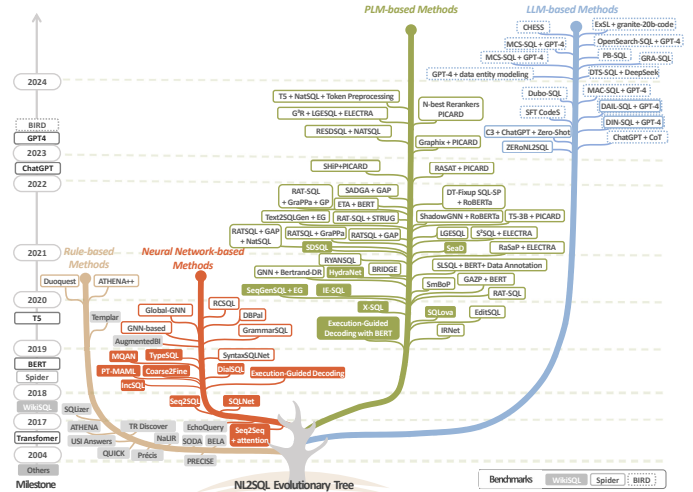 PLM-based Methods
LLM-based Methods
CHESS
ExSL + granite-20b-code
MCS-SQL + GPT-4
OpenSearch-SQL + GPT-4
MCS-SQL + GPT-4
PB-SQL
GRA-SQL
GPT-4 + data entity modeling
DTS-SQL + DeepSeek
2024
T5 + NatSQL + Token Preprocessing
N-best Rerankers
PICARD
Dubo-SQL
MAC-SQL + GPT-4
G³R + LGESQL + ELECTRA
SFT CodeS
DAIL-SQL + GPT-4
DIN-SQL + GPT-4
BIRD
GPT4
RESDSQL + NATSQL
Graphix + PICARD
C3 + ChatGPT + Zero-Shot
ChatGPT + CoT
ZERoNL2SQL
2023
ChatGPT
SHiP+PICARD
RASAT + PICARD
2022
RAT-SQL
+ GraPPa + GP
SADGA + GAP
DT-Fixup SQL-SP
+ RoBERTa
ETA + BERT
Text2SQLGen + EG
RAT-SQL + STRUG
ShadowGNN + RoBERTa
T5-3B + PICARD
RATSQL + GAP
+ NatSQL
RATSQL + GraPPa
RATSQL + GAP
LGESQL
S²SQL + ELECTRA
SDSQL
SeaD
RaSaP + ELECTRA
2021
Rule-based
Methods
Neural Network-based
Methods
RYANSQL
SLSQL + BERT+ Data Annotation
GNN + Bertrand-DR
HydraNet
BRIDGE
Duoquest
ATHENA++
SmBoP
GAZP + BERT
SeqGenSQL + EG
IE-SQL
RAT-SQL
2020
T5
Templar
Global-GNN
RCSQL
DBPal
X-SQL
SQLova
EditSQL
GNN-based
GrammarSQL
Execution-Guided
Decoding with BERT
IRNet
AugmentedBI
2019
BERT
Spider
MQAN
TypeSQL
SyntaxSQLNet
PT-MAML
Coarse2Fine
DialSQL
Execution-Guided Decoding
IncSQL
2018
WikiSQL
SQLizer
Seq2SQL
SQLNet
2017
Transfomer
ATHENA
TR Discover
EchoQuery
Seq2Seq
+ attention
USI Answers
NaLIR
SODA
BELA
QUICK
Précis
PRECISE
2004
Others
Milestone
NL2SQL Evolutionary Tree
Benchmarks
WikiSQL
Spider
BIRD